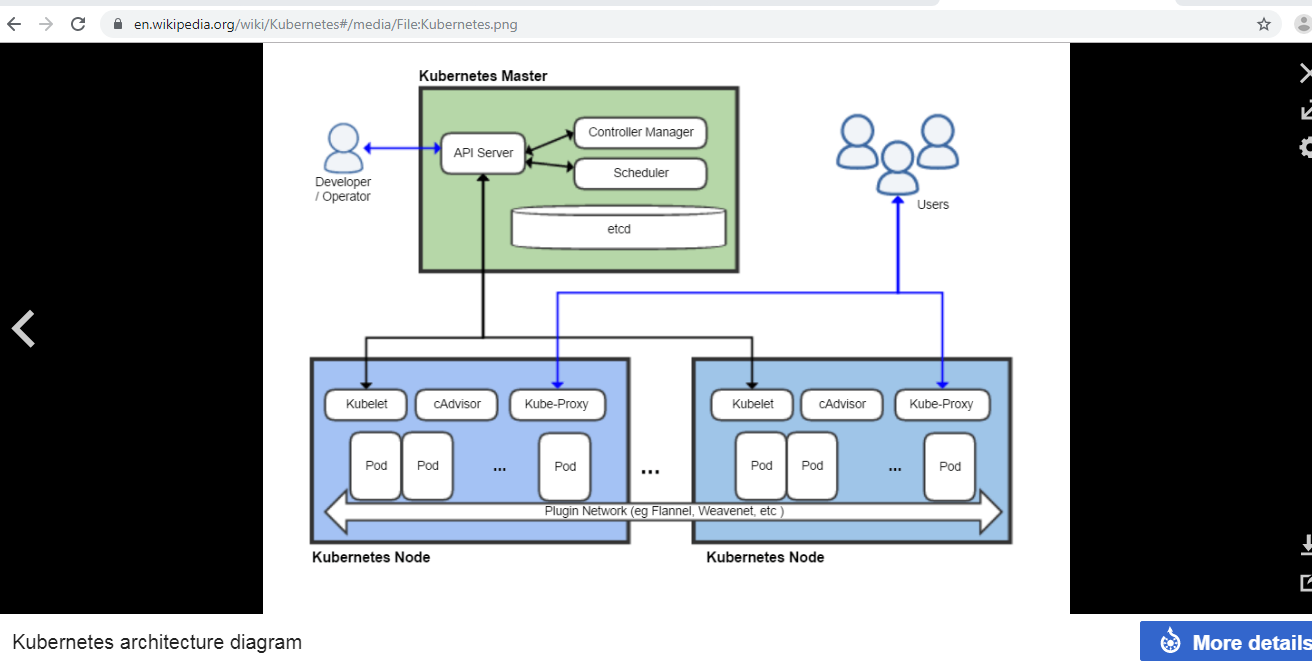 en.wikipedia.org/wiki/Kubernetes#/media/File:Kubernetes.png
Kubernetes Master
API Server
Controller Manager
Scheduler
etcd
Developer
/ Operator
Users
Kubelet
cAdvisor
Kube-Proxy
Pod
Pod
...
Pod
...
Kubelet
cAdvisor
Kube-Proxy
Pod
Pod
...
Pod
Plugin Network (eg Flannel, Weavenet, etc )
Kubernetes Node
Kubernetes Node
Kubernetes architecture diagram
More details